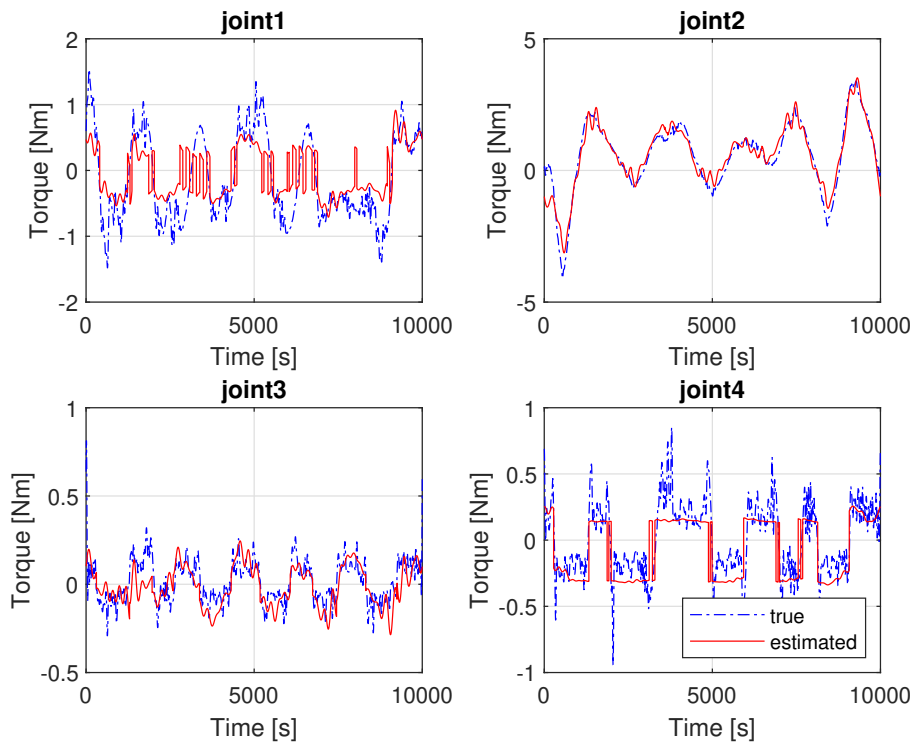 joint1
2
1
0
-1
-2
Torque [Nm]
0
5000
10000
Time [s]
joint2
5
0
-5
Torque [Nm]
0
5000
10000
Time [s]
joint3
1
0.5
0
-0.5
Torque [Nm]
0
5000
10000
Time [s]
joint4
1
0.5
0
-0.5
-1
Torque [Nm]
0
5000
10000
Time [s]
true
estimated